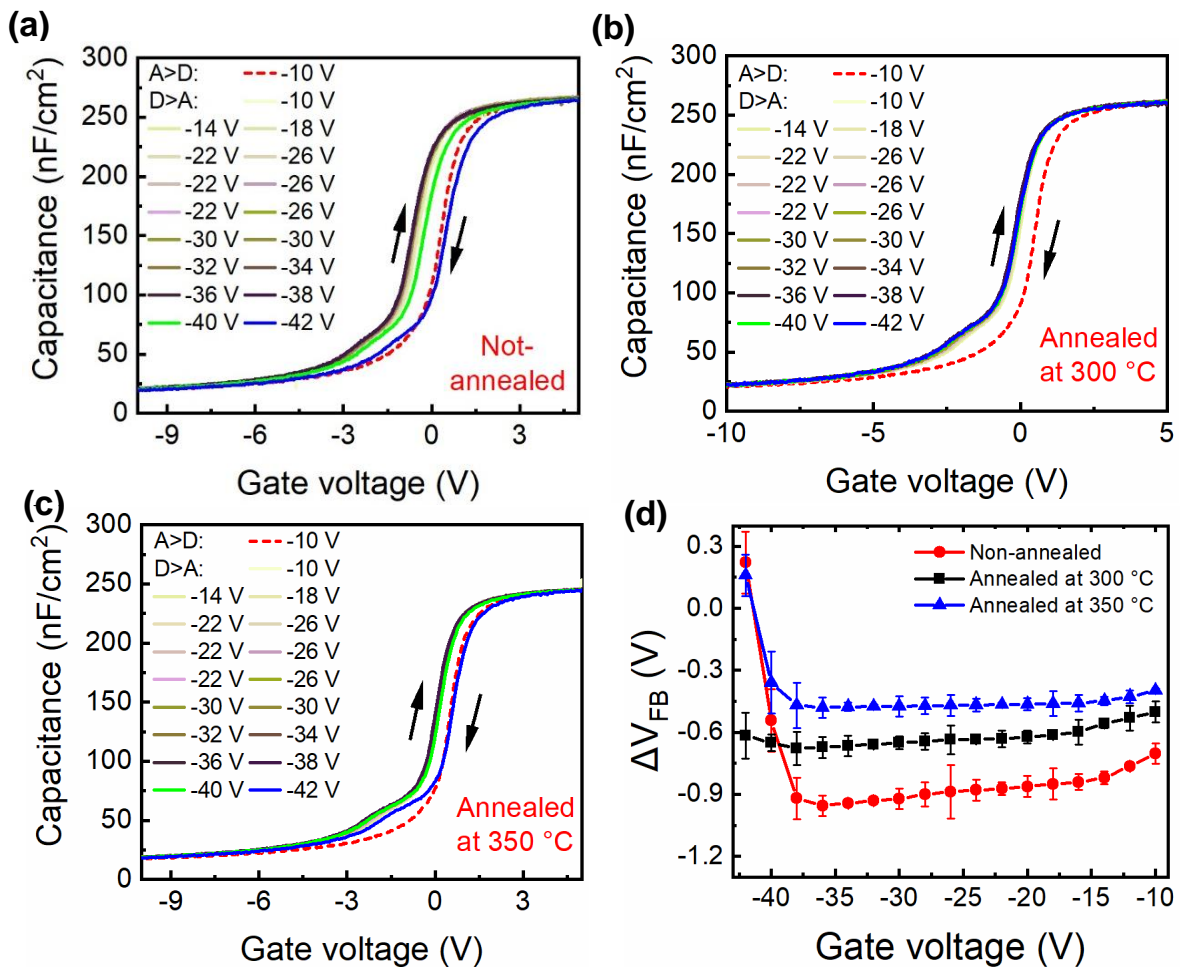 (a)
Capacitance (nF/cm²)
300
250
200
150
100
50
0
A>D: -10 V
D>A: -10 V
-14 V -18 V
-22 V -26 V
-22 V -26 V
-22 V -26 V
-30 V -30 V
-32 V -34 V
-36 V -38 V
-40 V -42 V
Not-
annealed
-9 -6 -3 0 3
Gate voltage (V)
(b)
Capacitance (nF/cm²)
300
250
200
150
100
50
0
A>D: -10 V
D>A: -10 V
-14 V -18 V
-22 V -26 V
-22 V -26 V
-22 V -26 V
-30 V -30 V
-32 V -34 V
-36 V -38 V
-40 V -42 V
Annealed
at 300 °C
-10 -5 0 5
Gate voltage (V)
(c)
Capacitance (nF/cm²)
300
250
200
150
100
50
0
A>D: -10 V
D>A: -10 V
-14 V -18 V
-22 V -26 V
-22 V -26 V
-22 V -26 V
-30 V -30 V
-32 V -34 V
-36 V -38 V
-40 V -42 V
Annealed
at 350 °C
-9 -6 -3 0 3
Gate voltage (V)
(d)
ΔV_FB (V)
0.3
0.0
-0.3
-0.6
-0.9
-1.2
Non-annealed
Annealed at 300 °C
Annealed at 350 °C
-40 -35 -30 -25 -20 -15 -10
Gate voltage (V)